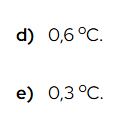 d) 0,6 ºC.
e) 0,3 ºC.